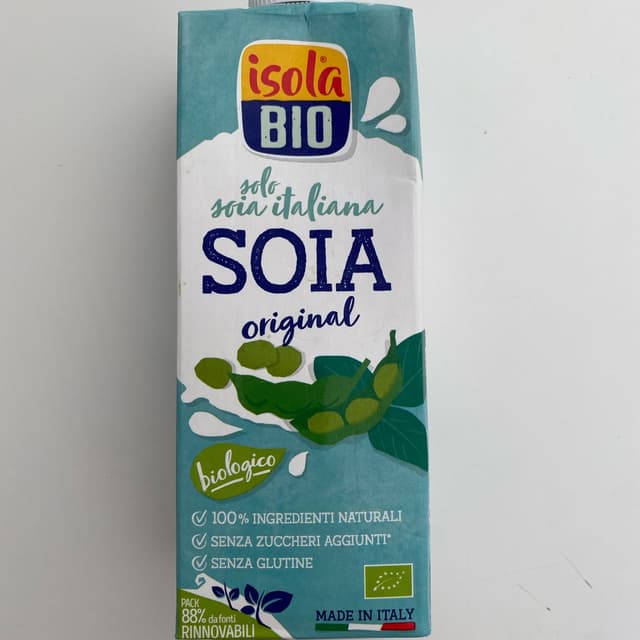 isola
BIO
solo
soia italiana
SOIA
original
biologico
100% INGREDIENTI NATURALI
SENZA ZUCCHERI AGGIUNTI*
SENZA GLUTINE
PACK
88% da fonti
RINNOVABILI
MADE IN ITALY